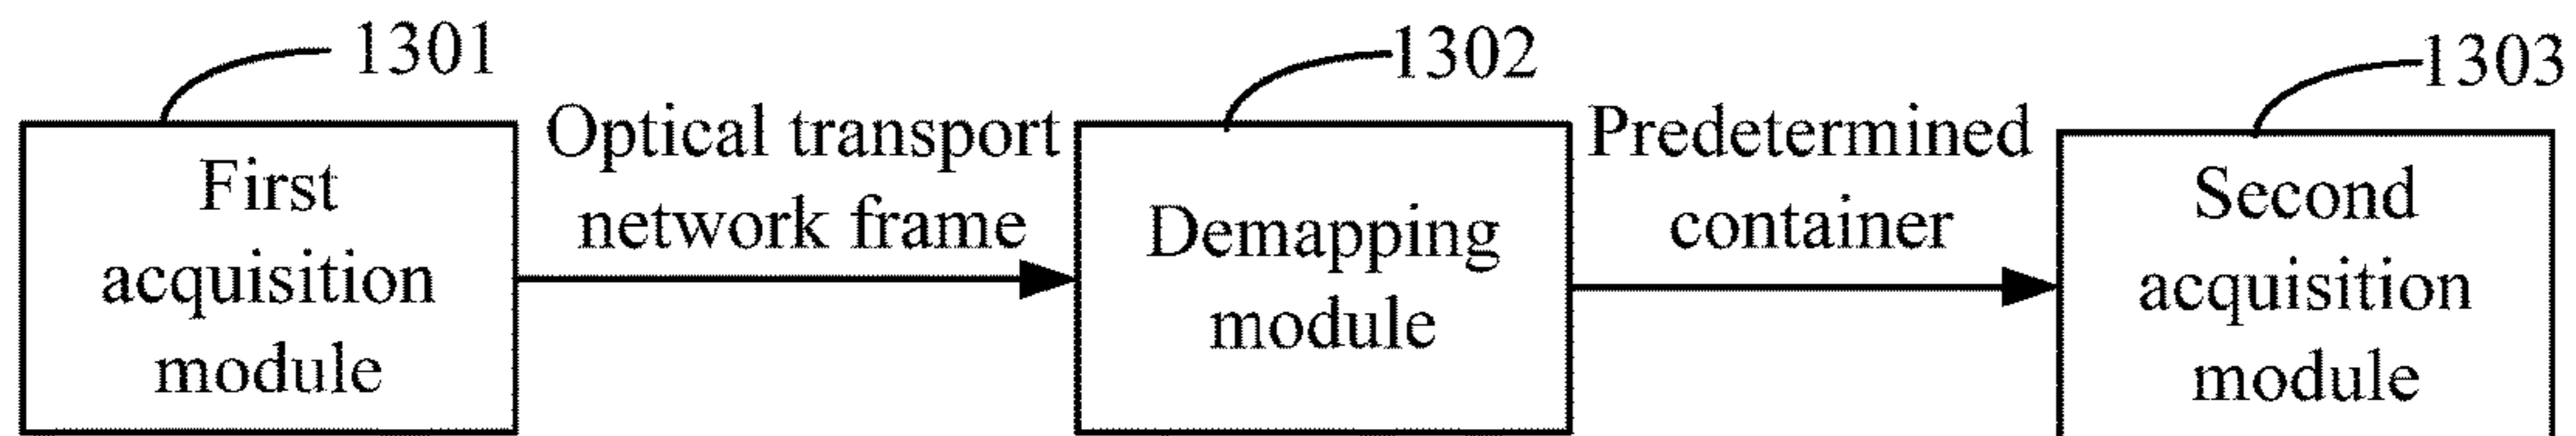 1301
1302
1303
First
acquisition
module
Optical transport
network frame
Demapping
module
Predetermined
container
Second
acquisition
module